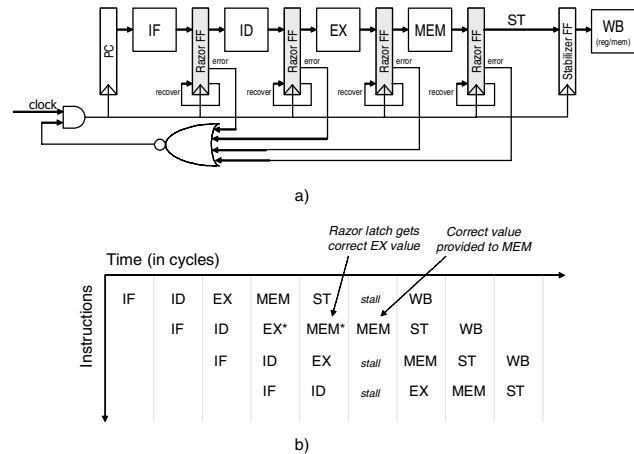 ST
IF ID EX MEM WB
(reg/mem)
PC Razor FF Razor FF Razor FF Razor FF Stabilizer FF
error error error error
recover recover recover recover
clock
a)
Razor latch gets
correct EX value
Correct value
provided to MEM
Time (in cycles)
Instructions
IF ID EX MEM ST stall WB
IF ID EX* MEM* MEM ST WB
IF ID EX stall MEM ST WB
IF ID stall EX MEM ST
b)